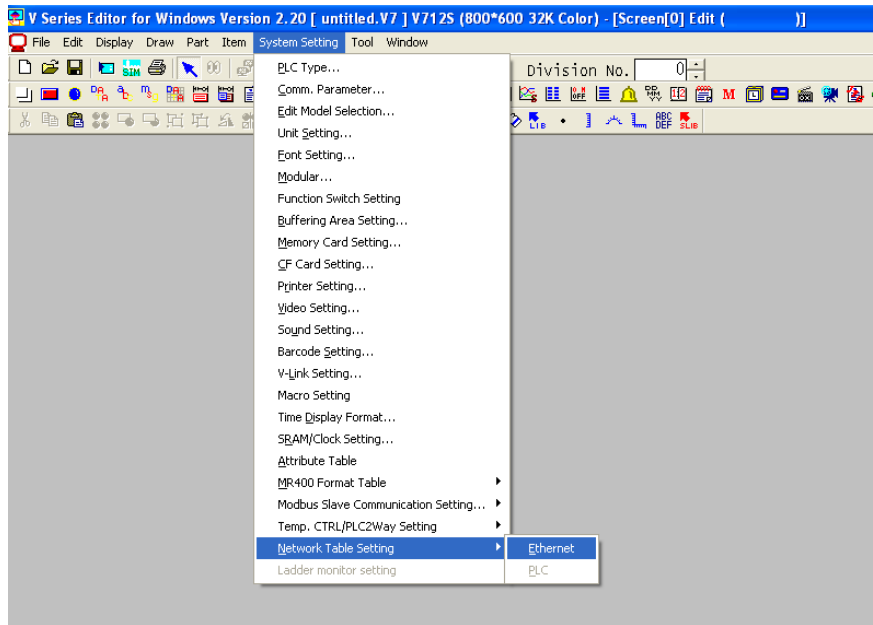 V Series Editor for Windows Version 2.20 [ untitled.V7 ] V712S (800*600 32K Color) - [Screen[0] Edit ( )]
File Edit Display Draw Part Item System Setting Tool Window
Division No. 0
PLC Type...
Comm. Parameter...
Edit Model Selection...
Unit Setting...
Font Setting...
Modular...
Function Switch Setting
Buffering Area Setting...
Memory Card Setting...
CF Card Setting...
Printer Setting...
Video Setting...
Sound Setting...
Barcode Setting...
V-Link Setting...
Macro Setting
Time Display Format...
SRAM/Clock Setting...
Attribute Table
MR400 Format Table
Modbus Slave Communication Setting...
Temp. CTRL/PLC2Way Setting
Network Table Setting Ethernet
Ladder monitor setting PLC